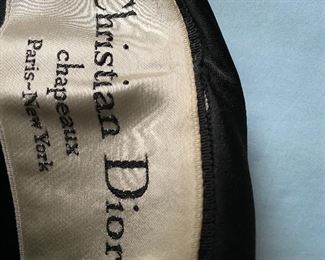 Christian Dior
chapeaux
Paris-New York